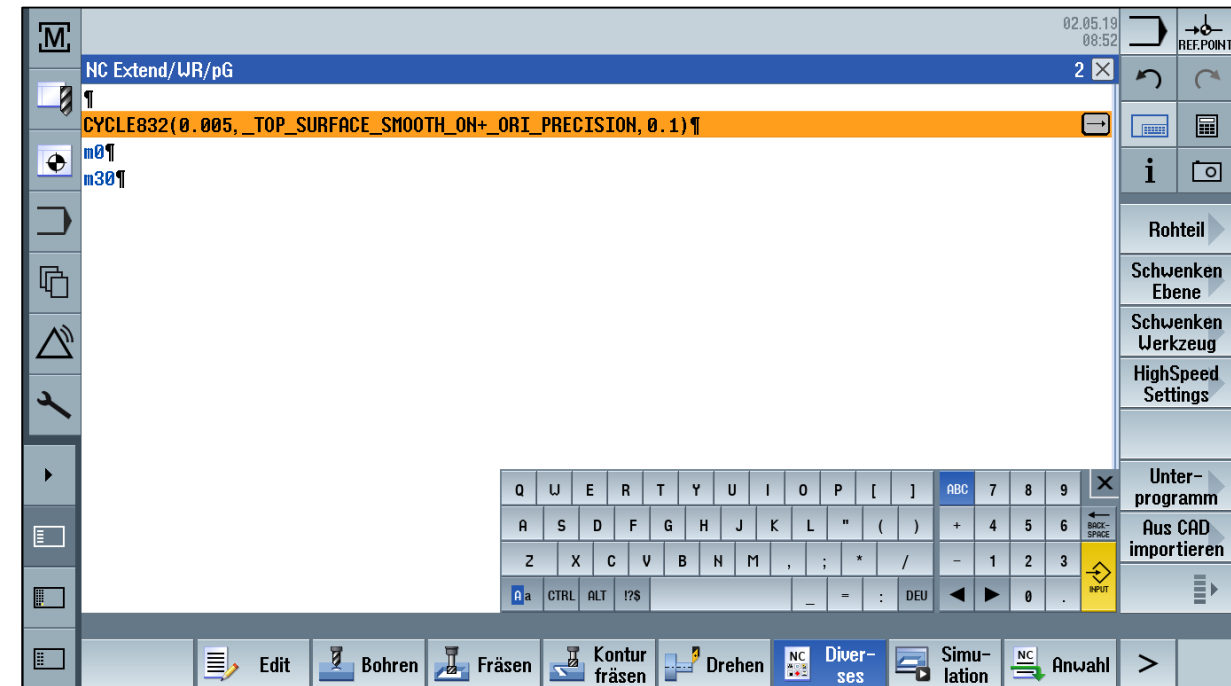 M
02.05.19
08:52
REF.POINT
NC Extend/WR/pG
2
¶
CYCLE832(0.005,_TOP_SURFACE_SMOOTH_ON+_ORI_PRECISION,0.1)¶
m0¶
m30¶
i
Rohteil
Schwenken
Ebene
Schwenken
Werkzeug
HighSpeed
Settings
Unter-
programm
Aus CAD
importieren
Q W E R T Y U I O P [ ] ABC 7 8 9
A S D F G H J K L " ( ) + 4 5 6 BACK-
SPACE
Z X C V B N M , ; * / - 1 2 3
Aa CTRL ALT !?$ _ = : DEU ◀ ▶ 0 . INPUT
Edit
Bohren
Fräsen
Kontur
fräsen
Drehen
NC
Diver-
ses
Simu-
lation
NC
Anwahl
>